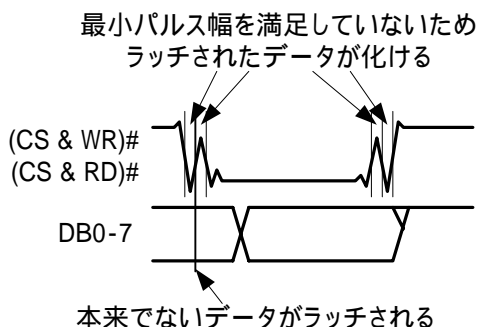 最小パルス幅を満足していないため
ラッチされたデータが化ける
(CS & WR)#
(CS & RD)#
DB0-7
本来でないデータがラッチされる